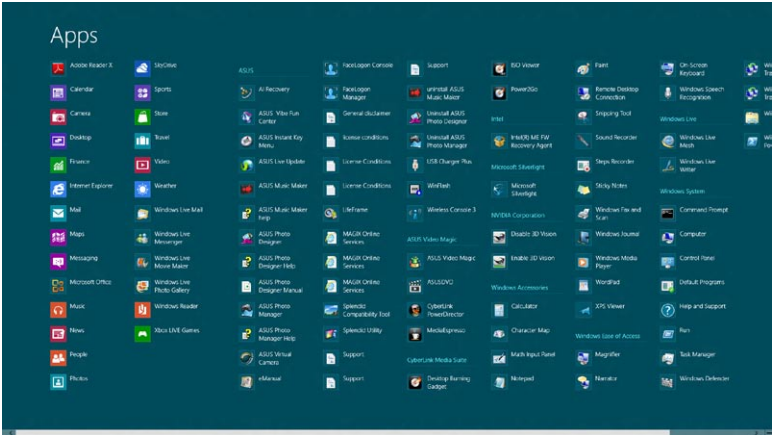 Apps
Adobe Reader X
Calendar
Camera
Desktop
Finance
Internet Explorer
Mail
Maps
Messaging
Microsoft Office
Music
News
People
Photos
SkyDrive
Sports
Store
Travel
Video
Weather
Windows Live Mail
Windows Live
Messenger
Windows Live
Movie Maker
Windows Live
Photo Gallery
Windows Reader
Xbox LIVE Games
ASUS
AI Recovery
ASUS Vibe Fun
Center
ASUS Instant Key
Menu
ASUS Live Update
ASUS Music Maker
ASUS Music Maker
help
ASUS Photo
Designer
ASUS Photo
Designer Help
ASUS Photo
Designer Manual
ASUS Photo
Manager
ASUS Photo
Manager Help
ASUS Virtual
Camera
eManual
FaceLogon Console
FaceLogon
Manager
General disclaimer
license conditions
License Conditions
License Conditions
LifeFrame
MAGIX Online
Services
MAGIX Online
Services
MAGIX Online
Services
Splendid
Compatibility Tool
Splendid Utility
Support
Support
Support
uninstall ASUS
Music Maker
Uninstall ASUS
Photo Designer
Uninstall ASUS
Photo Manager
USB Charger Plus
WinFlash
Wireless Console 3
ASUS Video Magic
ASUS Video Magic
ASUSDVD
CyberLink
PowerDirector
MediaEspresso
CyberLink Media Suite
Desktop Burning
Gadget
ISO Viewer
Power2Go
Intel
Intel(R) ME FW
Recovery Agent
Microsoft Silverlight
Microsoft
Silverlight
NVIDIA Corporation
Disable 3D Vision
Enable 3D Vision
Windows Accessories
Calculator
Character Map
Math Input Panel
Notepad
Paint
Remote Desktop
Connection
Snipping Tool
Sound Recorder
Steps Recorder
Sticky Notes
Windows Fax and
Scan
Windows Journal
Windows Media
Player
WordPad
XPS Viewer
Windows Ease of Access
Magnifier
Narrator
On-Screen
Keyboard
Windows Speech
Recognition
Windows Live
Windows Live
Mesh
Windows Live
Writer
Windows System
Command Prompt
Computer
Control Panel
Default Programs
Help and Support
Run
Task Manager
Windows Defender